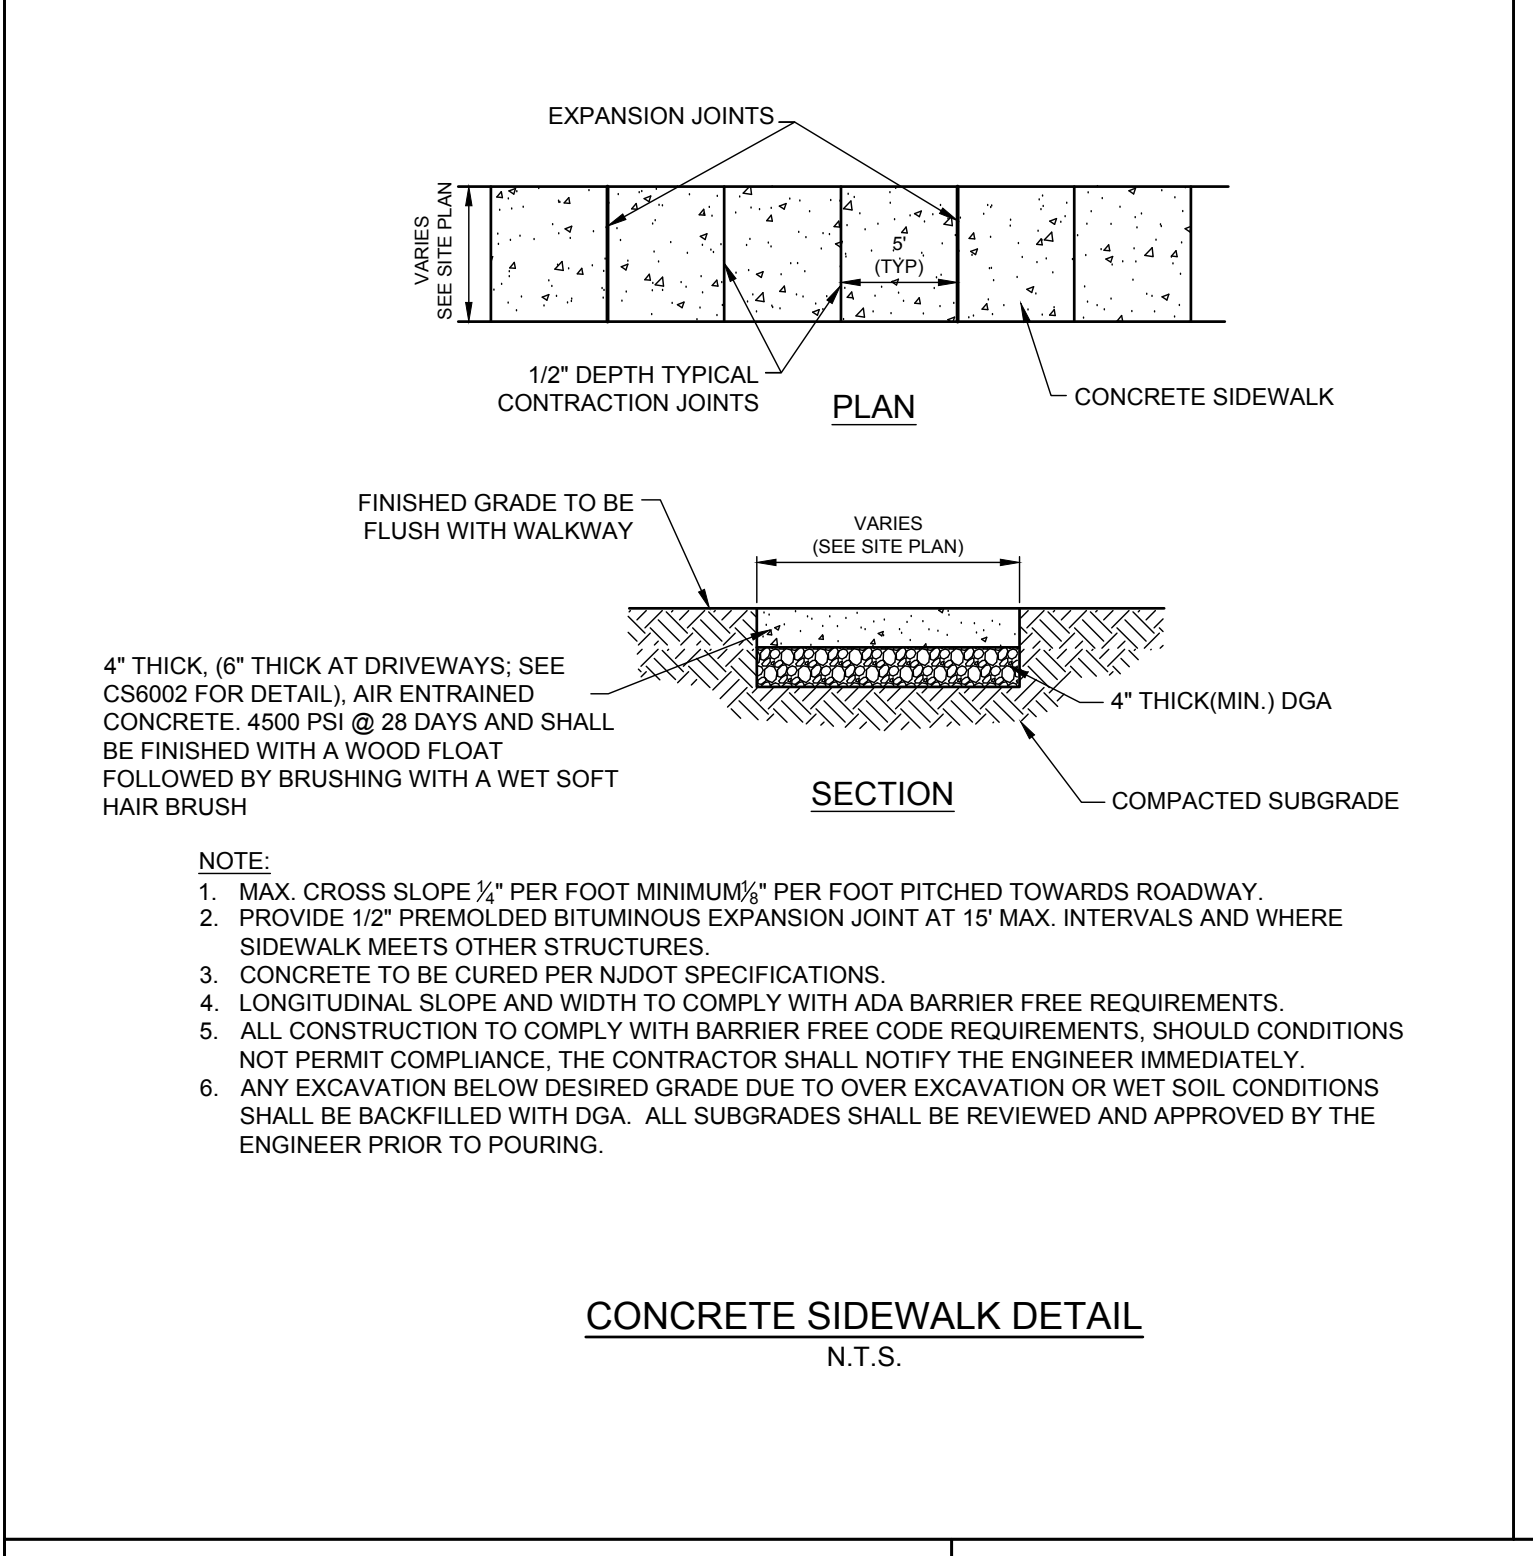 EXPANSION JOINTS
VARIES
SEE SITE PLAN
5'
(TYP)
1/2" DEPTH TYPICAL
CONTRACTION JOINTS
PLAN
CONCRETE SIDEWALK
FINISHED GRADE TO BE
FLUSH WITH WALKWAY
VARIES
(SEE SITE PLAN)
4" THICK, (6" THICK AT DRIVEWAYS; SEE
CS6002 FOR DETAIL), AIR ENTRAINED
CONCRETE. 4500 PSI @ 28 DAYS AND SHALL
BE FINISHED WITH A WOOD FLOAT
FOLLOWED BY BRUSHING WITH A WET SOFT
HAIR BRUSH
4" THICK(MIN.) DGA
SECTION
COMPACTED SUBGRADE
NOTE:
1. MAX. CROSS SLOPE 1/4" PER FOOT MINIMUM 1/8" PER FOOT PITCHED TOWARDS ROADWAY.
2. PROVIDE 1/2" PREMOLDED BITUMINOUS EXPANSION JOINT AT 15' MAX. INTERVALS AND WHERE
SIDEWALK MEETS OTHER STRUCTURES.
3. CONCRETE TO BE CURED PER NJDOT SPECIFICATIONS.
4. LONGITUDINAL SLOPE AND WIDTH TO COMPLY WITH ADA BARRIER FREE REQUIREMENTS.
5. ALL CONSTRUCTION TO COMPLY WITH BARRIER FREE CODE REQUIREMENTS, SHOULD CONDITIONS
NOT PERMIT COMPLIANCE, THE CONTRACTOR SHALL NOTIFY THE ENGINEER IMMEDIATELY.
6. ANY EXCAVATION BELOW DESIRED GRADE DUE TO OVER EXCAVATION OR WET SOIL CONDITIONS
SHALL BE BACKFILLED WITH DGA. ALL SUBGRADES SHALL BE REVIEWED AND APPROVED BY THE
ENGINEER PRIOR TO POURING.
CONCRETE SIDEWALK DETAIL
N.T.S.